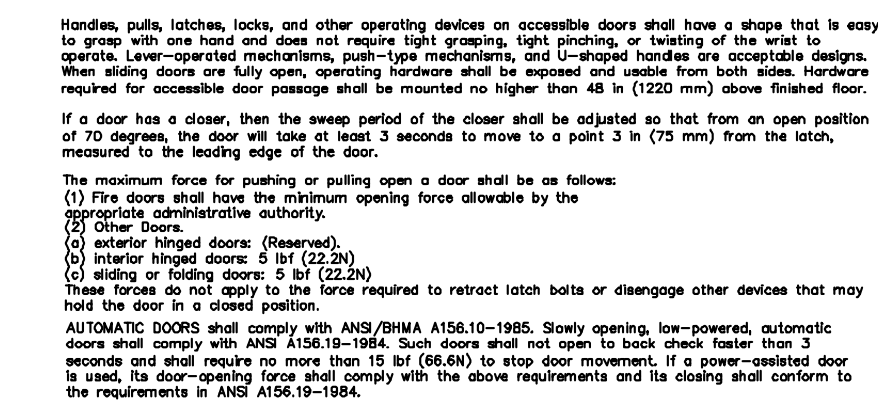 Handles, pulls, latches, locks, and other operating devices on accessible doors shall have a shape that is easy
to grasp with one hand and does not require tight grasping, tight pinching, or twisting of the wrist to
operate. Lever-operated mechanisms, push-type mechanisms, and U-shaped handles are acceptable designs.
When sliding doors are fully open, operating hardware shall be exposed and usable from both sides. Hardware
required for accessible door passage shall be mounted no higher than 48 in (1220 mm) above finished floor.
If a door has a closer, then the sweep period of the closer shall be adjusted so that from an open position
of 70 degrees, the door will take at least 3 seconds to move to a point 3 in (75 mm) from the latch,
measured to the leading edge of the door.
The maximum force for pushing or pulling open a door shall be as follows:
(1) Fire doors shall have the minimum opening force allowable by the
appropriate administrative authority.
(2) Other Doors.
(a) exterior hinged doors: (Reserved).
(b) interior hinged doors: 5 lbf (22.2N)
(c) sliding or folding doors: 5 lbf (22.2N)
These forces do not apply to the force required to retract latch bolts or disengage other devices that may
hold the door in a closed position.
AUTOMATIC DOORS shall comply with ANSI/BHMA A156.10-1985. Slowly opening, low-powered, automatic
doors shall comply with ANSI A156.19-1984. Such doors shall not open to back check faster than 3
seconds and shall require no more than 15 lbf (66.6N) to stop door movement. If a power-assisted door
is used, its door-opening force shall comply with the above requirements and its closing shall conform to
the requirements in ANSI A156.19-1984.